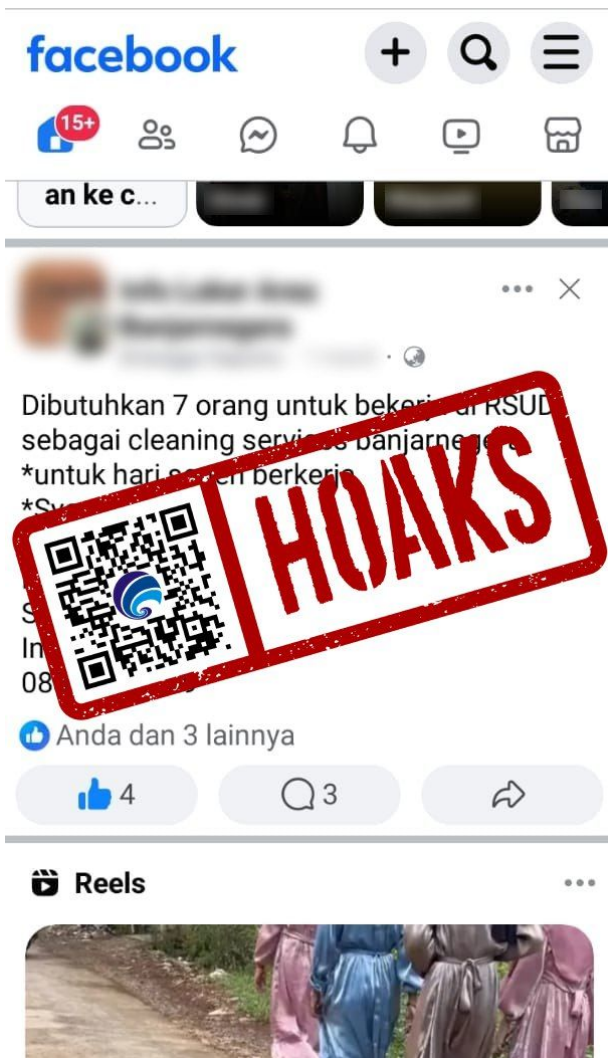 facebook
15+
an ke c...
Dibutuhkan 7 orang untuk bekerja di RSUD
sebagai cleaning services banjarnegara
*untuk hari senen berkerja
HOAKS
08
Anda dan 3 lainnya
4
3
Reels